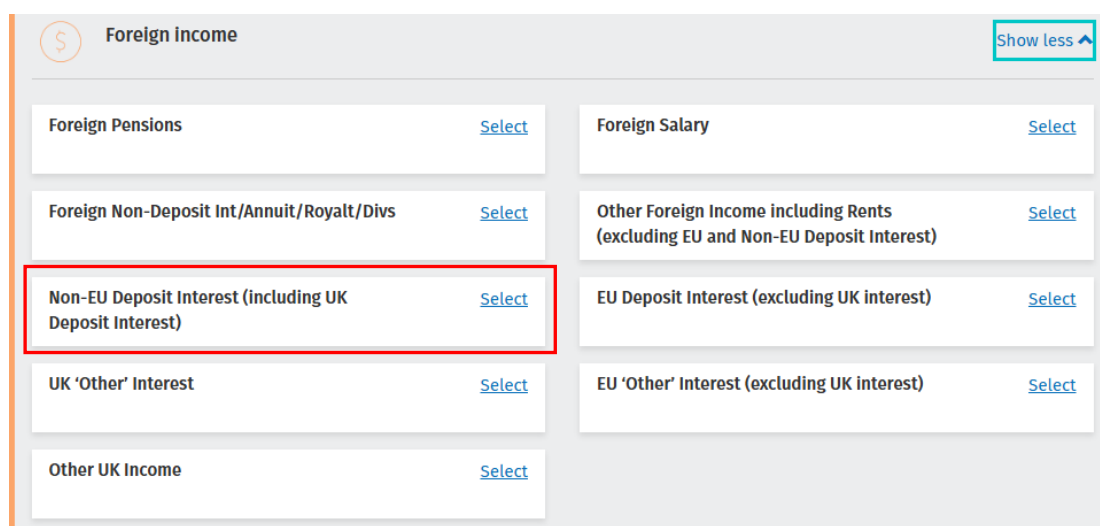 $
Foreign income
Show less
Foreign Pensions
Select
Foreign Salary
Select
Foreign Non-Deposit Int/Annuit/Royalt/Divs
Select
Other Foreign Income including Rents
(excluding EU and Non-EU Deposit Interest)
Select
Non-EU Deposit Interest (including UK
Deposit Interest)
Select
EU Deposit Interest (excluding UK interest)
Select
UK ‘Other’ Interest
Select
EU ‘Other’ Interest (excluding UK interest)
Select
Other UK Income
Select